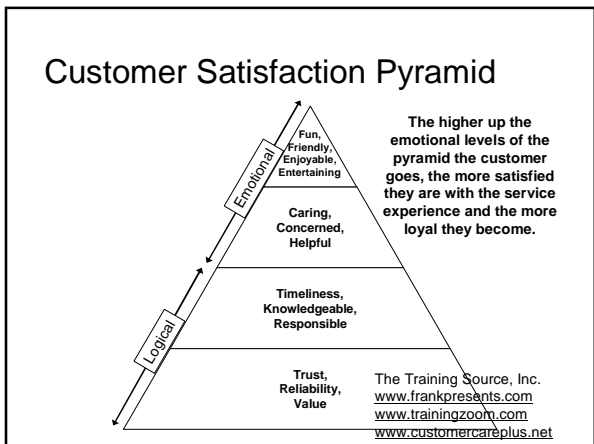 Customer Satisfaction Pyramid
Fun,
Friendly,
Enjoyable,
Entertaining
The higher up the
emotional levels of the
pyramid the customer
goes, the more satisfied
they are with the service
experience and the more
loyal they become.
Emotional
Caring,
Concerned,
Helpful
Logical
Timeliness,
Knowledgeable,
Responsible
Trust,
Reliability,
Value
The Training Source, Inc.
www.frankpresents.com
www.trainingzoom.com
www.customercareplus.net